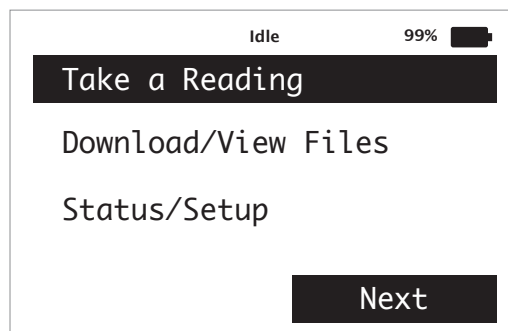 Idle 99%
Take a Reading
Download/View Files
Status/Setup
Next